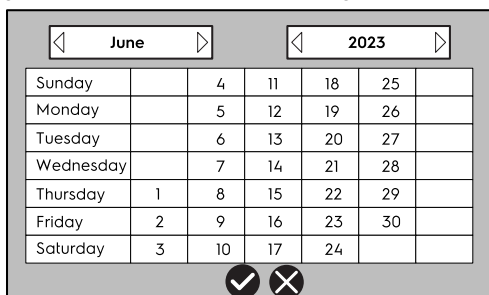 June 2023
Sunday 4 11 18 25
Monday 5 12 19 26
Tuesday 6 13 20 27
Wednesday 7 14 21 28
Thursday 1 8 15 22 29
Friday 2 9 16 23 30
Saturday 3 10 17 24